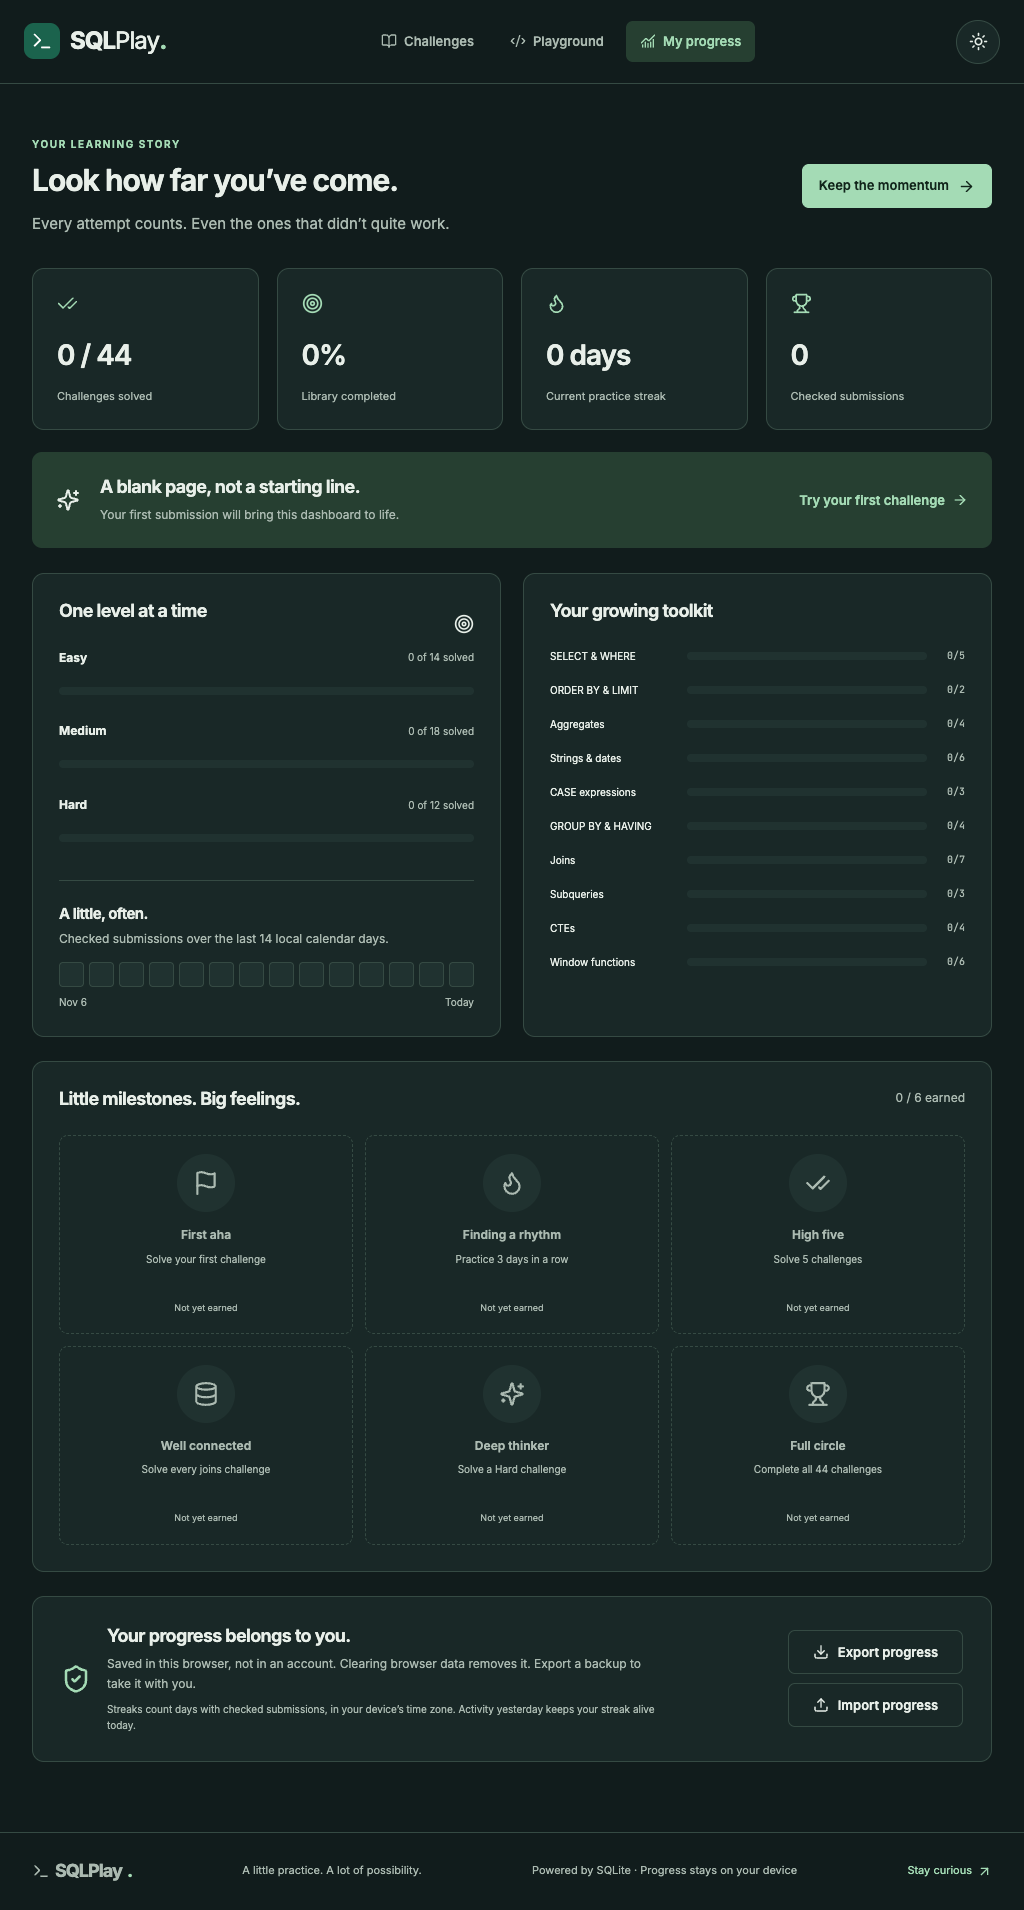 SQLPlay.
Challenges
Playground
My progress
YOUR LEARNING STORY
Look how far you’ve come.
Every attempt counts. Even the ones that didn’t quite work.
Keep the momentum
0 / 44
Challenges solved
0%
Library completed
0 days
Current practice streak
0
Checked submissions
A blank page, not a starting line.
Your first submission will bring this dashboard to life.
Try your first challenge
One level at a time
Easy
0 of 14 solved
Medium
0 of 18 solved
Hard
0 of 12 solved
A little, often.
Checked submissions over the last 14 local calendar days.
Nov 6
Today
Your growing toolkit
SELECT & WHERE
0/5
ORDER BY & LIMIT
0/2
Aggregates
0/4
Strings & dates
0/6
CASE expressions
0/3
GROUP BY & HAVING
0/4
Joins
0/7
Subqueries
0/3
CTEs
0/4
Window functions
0/6
Little milestones. Big feelings.
0 / 6 earned
First aha
Solve your first challenge
Not yet earned
Finding a rhythm
Practice 3 days in a row
Not yet earned
High five
Solve 5 challenges
Not yet earned
Well connected
Solve every joins challenge
Not yet earned
Deep thinker
Solve a Hard challenge
Not yet earned
Full circle
Complete all 44 challenges
Not yet earned
Your progress belongs to you.
Saved in this browser, not in an account. Clearing browser data removes it. Export a backup to
take it with you.
Streaks count days with checked submissions, in your device’s time zone. Activity yesterday keeps your streak alive
today.
Export progress
Import progress
SQLPlay .
A little practice. A lot of possibility.
Powered by SQLite · Progress stays on your device
Stay curious